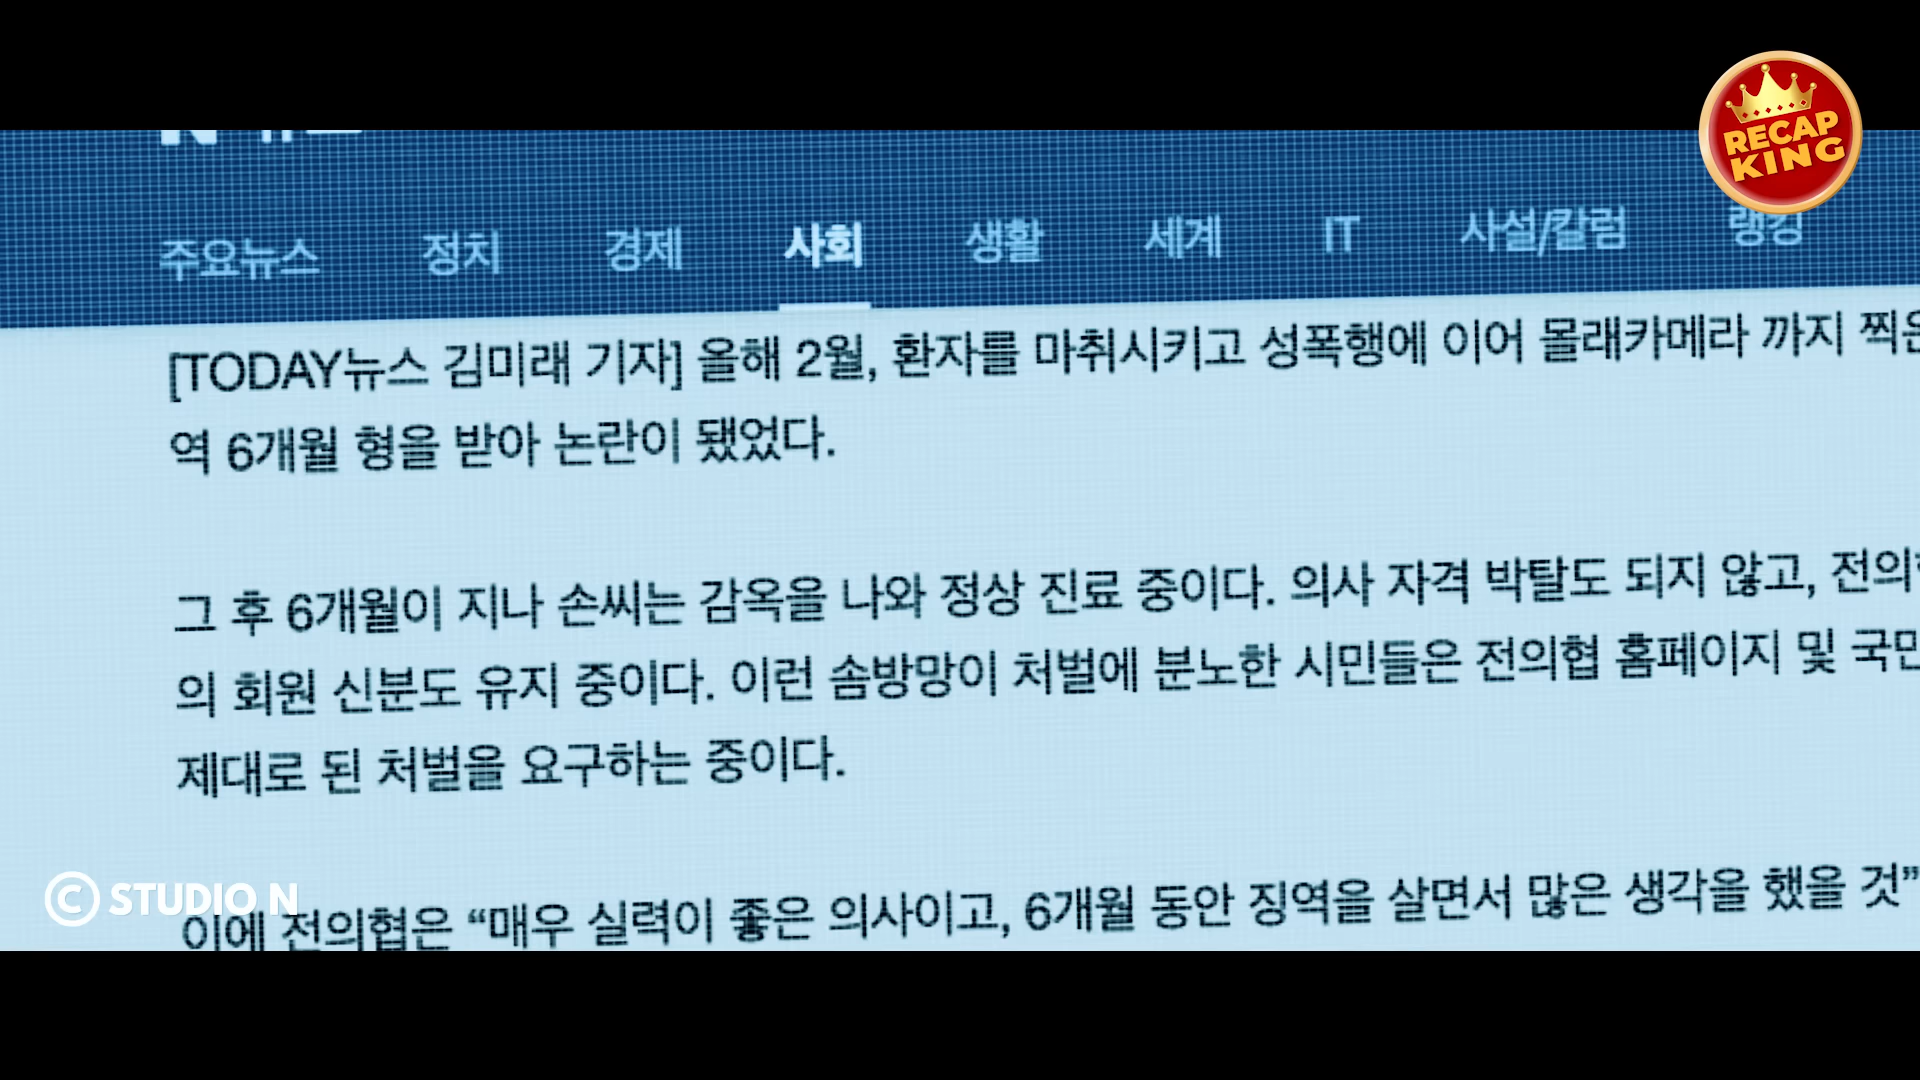 RECAP
KING
주요뉴스 정치 경제 사회 생활 세계 IT 사설/칼럼 랭킹
[TODAY뉴스 김미래 기자] 올해 2월, 환자를 마취시키고 성폭행에 이어 몰래카메라 까지 찍은
역 6개월 형을 받아 논란이 됐었다.
그 후 6개월이 지나 손씨는 감옥을 나와 정상 진료 중이다. 의사 자격 박탈도 되지 않고, 전의협
의 회원 신분도 유지 중이다. 이런 솜방망이 처벌에 분노한 시민들은 전의협 홈페이지 및 국민
제대로 된 처벌을 요구하는 중이다.
이에 전의협은 “매우 실력이 좋은 의사이고, 6개월 동안 징역을 살면서 많은 생각을 했을 것”
© STUDIO N